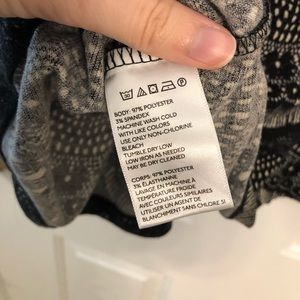 BODY: 97% POLYESTER
3% SPANDEX
MACHINE WASH COLD
WITH LIKE COLORS
USE ONLY NON-CHLORINE
BLEACH
TUMBLE DRY LOW
LOW IRON AS NEEDED
MAY BE DRY CLEANED
CORPS: 97% POLYESTER
3% ELASTHANNE
LAVAGE EN MACHINE À
TEMPÉRATURE FROIDE
AVEC COULEURS SIMILAIRES
UTILISER UN AGENT DE
BLANCHIMENT SANS CHLORE SI